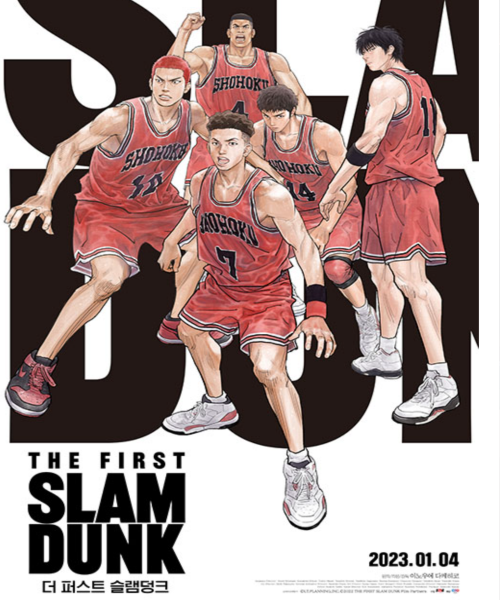 SLA
DUN
SHOHOKU
4
SHOHOKU
10
SHOHOKU
14
11
SHOHOKU
7
THE FIRST
SLAM
DUNK
더 퍼스트 슬램덩크
2023.01.04